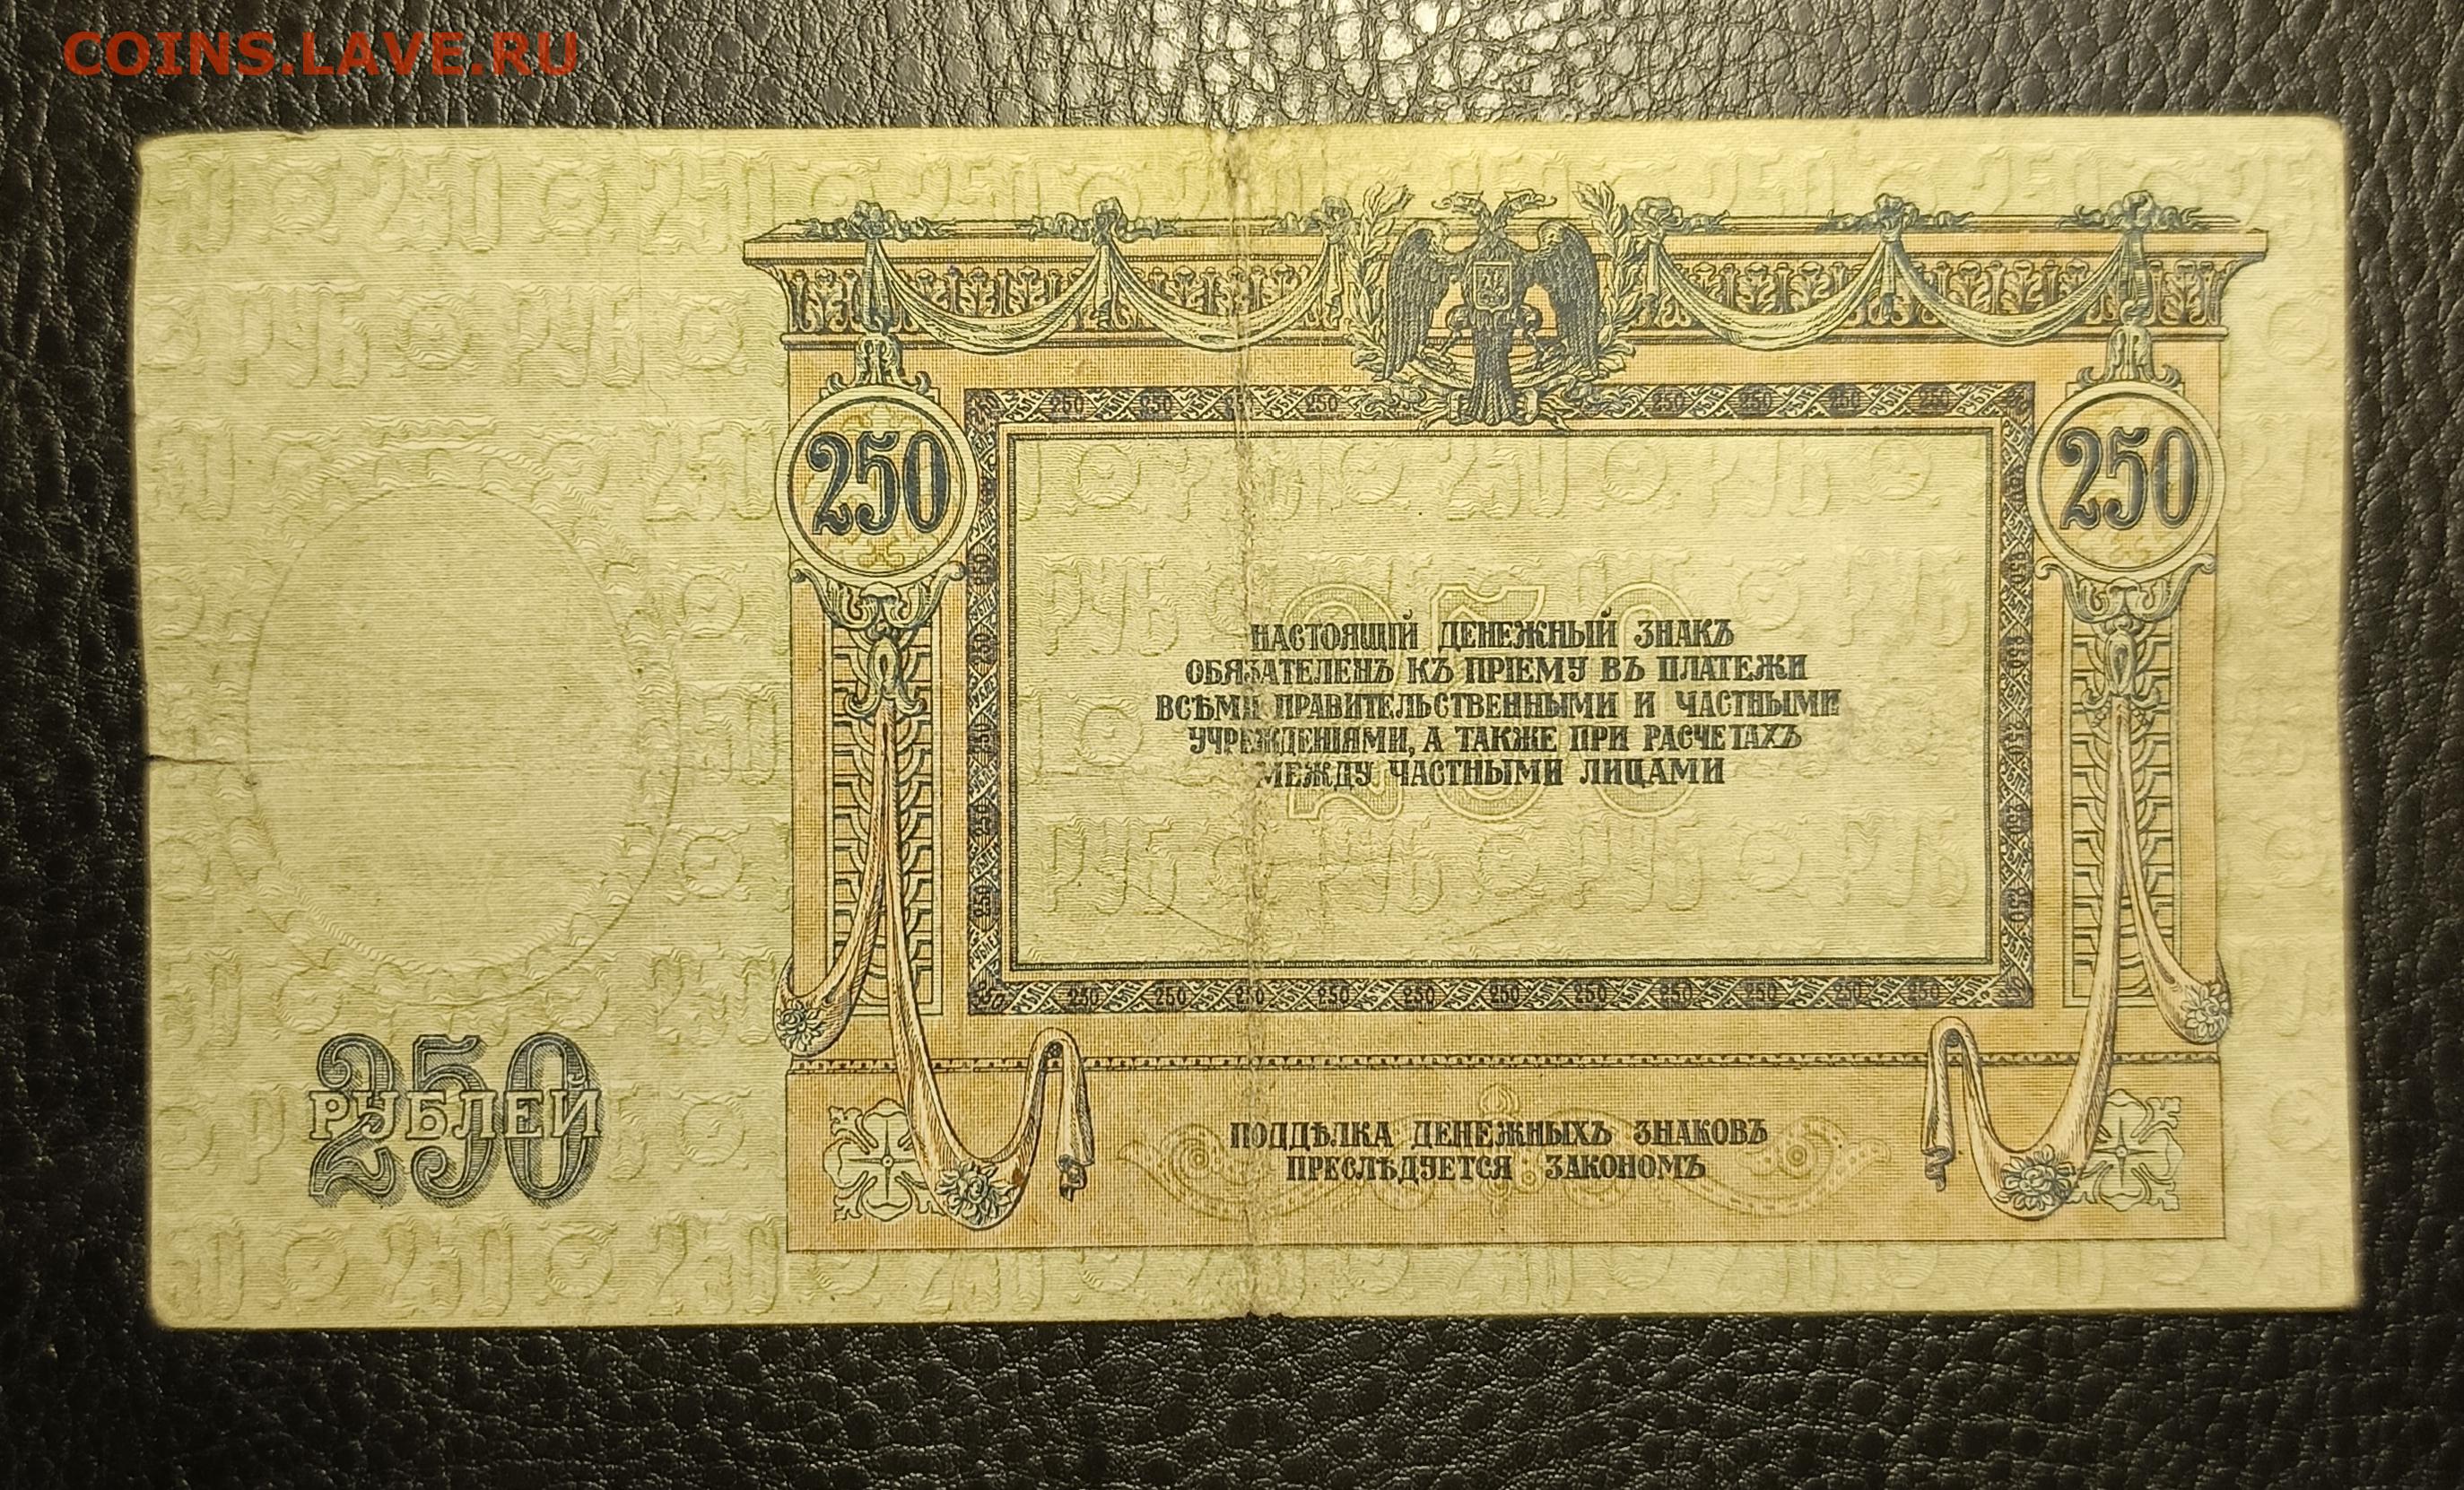 COINS.LAVE.RU
250
250
НАСТОЯЩІЙ ДЕНЕЖНЫЙ ЗНАКЪ
ОБЯЗАТЕЛЕНЪ КЪ ПРІЕМУ ВЪ ПЛАТЕЖИ
ВСѢМИ ПРАВИТЕЛЬСТВЕННЫМИ И ЧАСТНЫМИ
УЧРЕЖДЕНІЯМИ, А ТАКЖЕ ПРИ РАСЧЕТАХЪ
МЕЖДУ ЧАСТНЫМИ ЛИЦАМИ
250
250
РУБЛЕЙ
ПОДДѢЛКА ДЕНЕЖНЫХЪ ЗНАКОВЪ
ПРЕСЛѢДУЕТСЯ ЗАКОНОМЪ